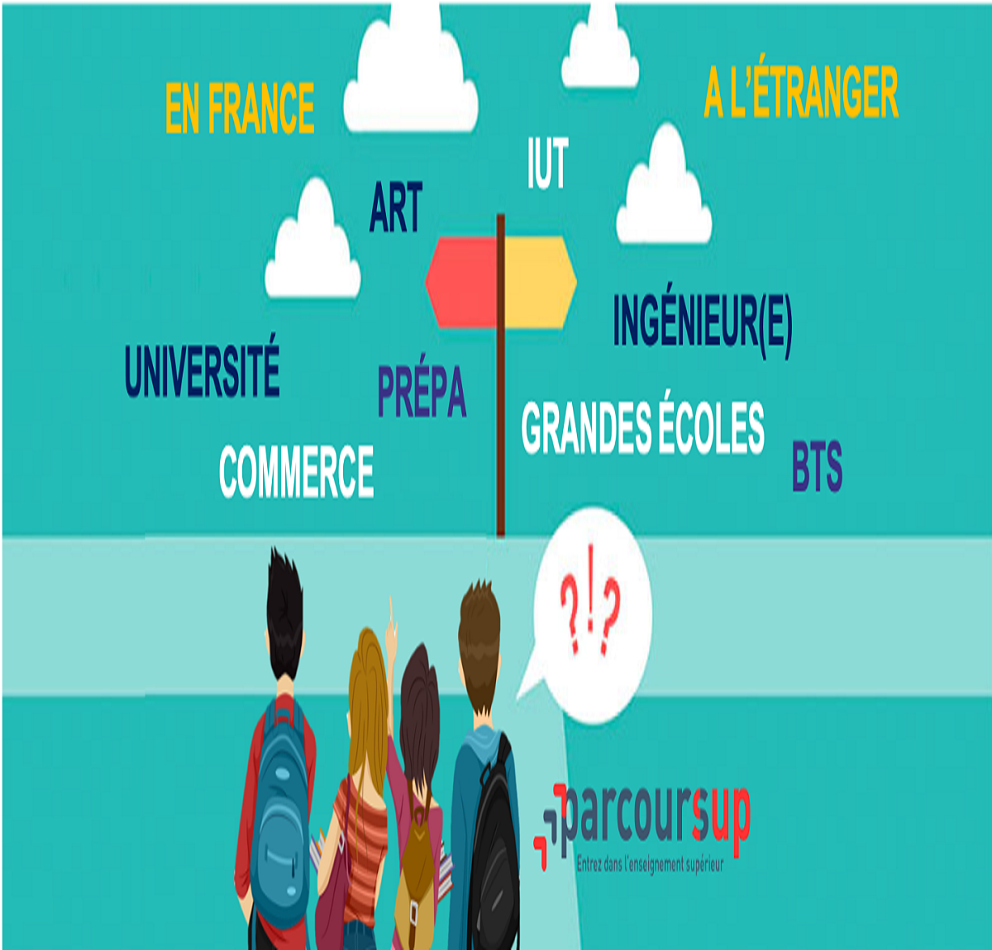 EN FRANCE
A L'ÉTRANGER
IUT
ART
INGÉNIEUR(E)
UNIVERSITÉ
PRÉPA
GRANDES ÉCOLES
COMMERCE
BTS
?!?
parcoursup
Entrez dans l'enseignement supérieur